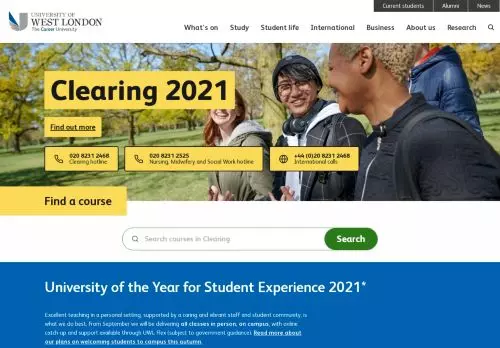 Current students Alumni News
UNIVERSITY OF
WEST LONDON
The Career University
What's on Study Student life International Business About us Research
Clearing 2021
Find out more
020 8231 2468
Clearing hotline
020 8231 2525
Nursing, Midwifery and Social Work hotline
+44 (0)20 8231 2468
International calls
Find a course
Search courses in Clearing
Search
University of the Year for Student Experience 2021*
Excellent teaching in a personal setting, supported by a caring and vibrant staff and student community, is
what we do best. From September we will be delivering all classes in person, on campus, with online
catch up and support available through UWL Flex (subject to government guidance). Read more about
our plans on welcoming students to campus this autumn.